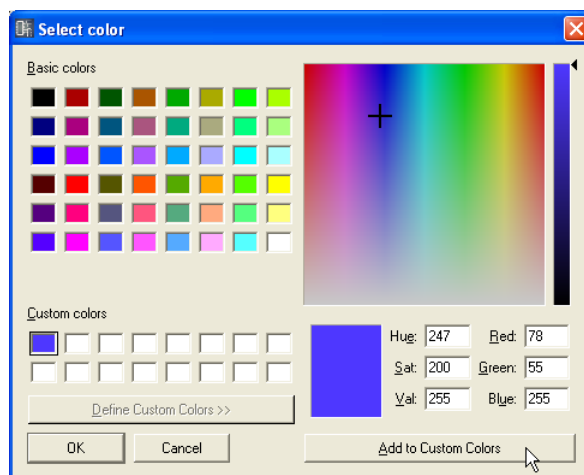 Select color
Basic colors
Custom colors
Define Custom Colors >>
OK Cancel
Hue: 247 Red: 78
Sat: 200 Green: 55
Val: 255 Blue: 255
Add to Custom Colors